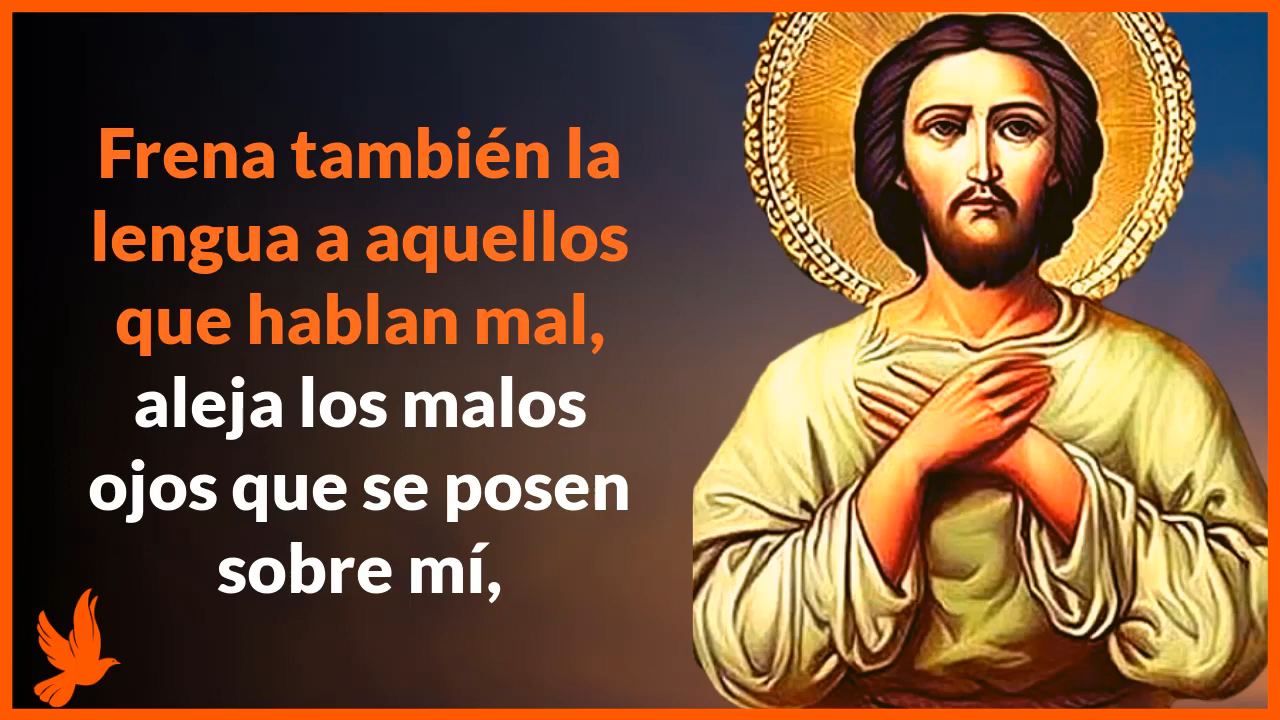 Frena también la
lengua a aquellos
que hablan mal,
aleja los malos
ojos que se posen
sobre mí,